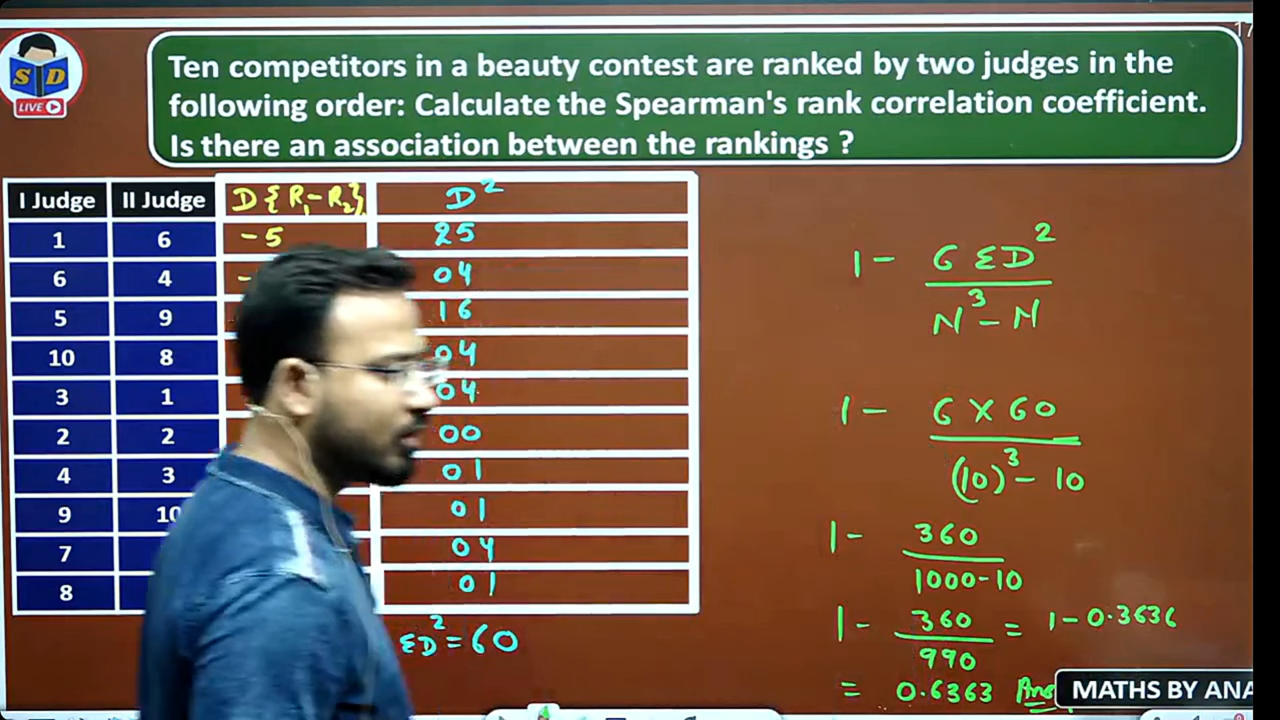 17
S D
LIVE
Ten competitors in a beauty contest are ranked by two judges in the
following order: Calculate the Spearman's rank correlation coefficient.
Is there an association between the rankings ?
I Judge II Judge D{R₁-R₂} D²
1 6 -5 25
6 4 - 04
5 9 16
10 8 04
3 1 04
2 2 00
4 3 01
9 10 01
7 04
8 01
ΣD² = 60
1 - 6ΣD² / N³ - N
1 - 6 X 60 / (10)³ - 10
1 - 360 / 1000-10
1 - 360 / 990 = 1 - 0.3636
= 0.6363 Ans
MATHS BY ANA